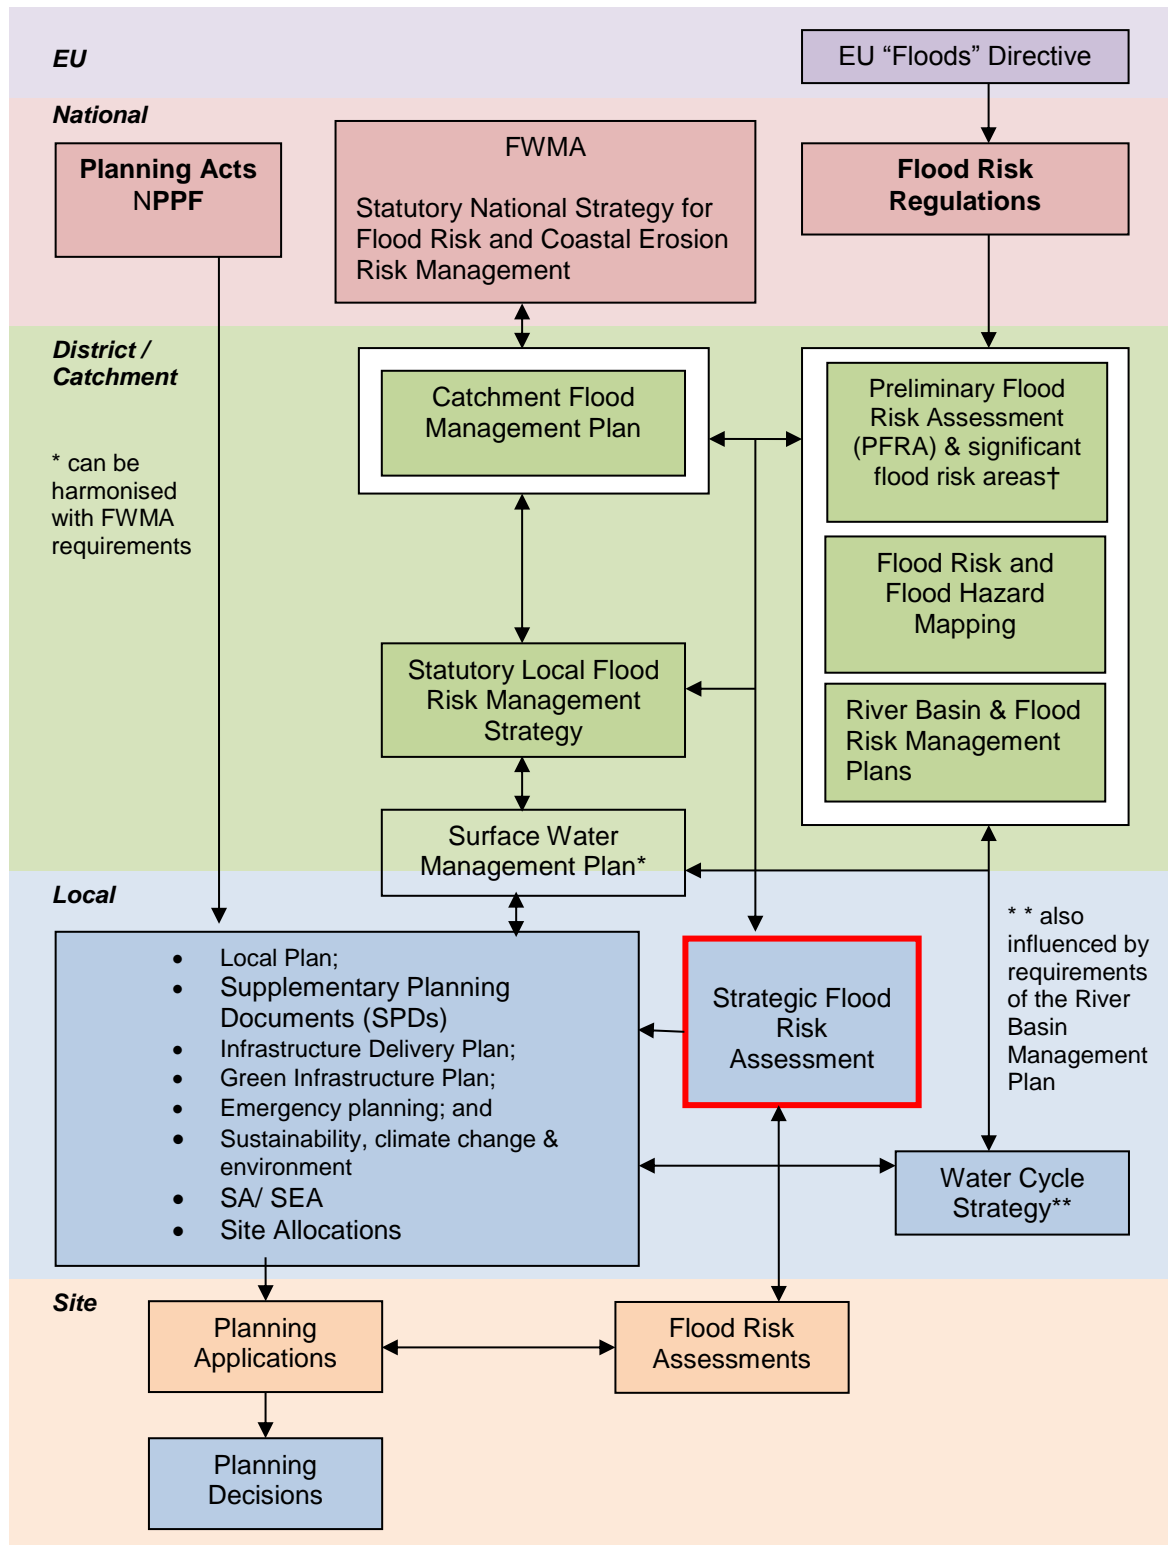 EU
EU “Floods” Directive
National
Planning Acts
NPPF
FWMA
Statutory National Strategy for
Flood Risk and Coastal Erosion
Risk Management
Flood Risk
Regulations
District /
Catchment
* can be
harmonised
with FWMA
requirements
Catchment Flood
Management Plan
Preliminary Flood
Risk Assessment
(PFRA) & significant
flood risk areas†
Flood Risk and
Flood Hazard
Mapping
River Basin & Flood
Risk Management
Plans
Statutory Local Flood
Risk Management
Strategy
Surface Water
Management Plan*
Local
• Local Plan;
• Supplementary Planning
Documents (SPDs)
• Infrastructure Delivery Plan;
• Green Infrastructure Plan;
• Emergency planning; and
• Sustainability, climate change &
environment
• SA/ SEA
• Site Allocations
Strategic Flood
Risk
Assessment
* * also
influenced by
requirements
of the River
Basin
Management
Plan
Water Cycle
Strategy**
Site
Planning
Applications
Flood Risk
Assessments
Planning
Decisions